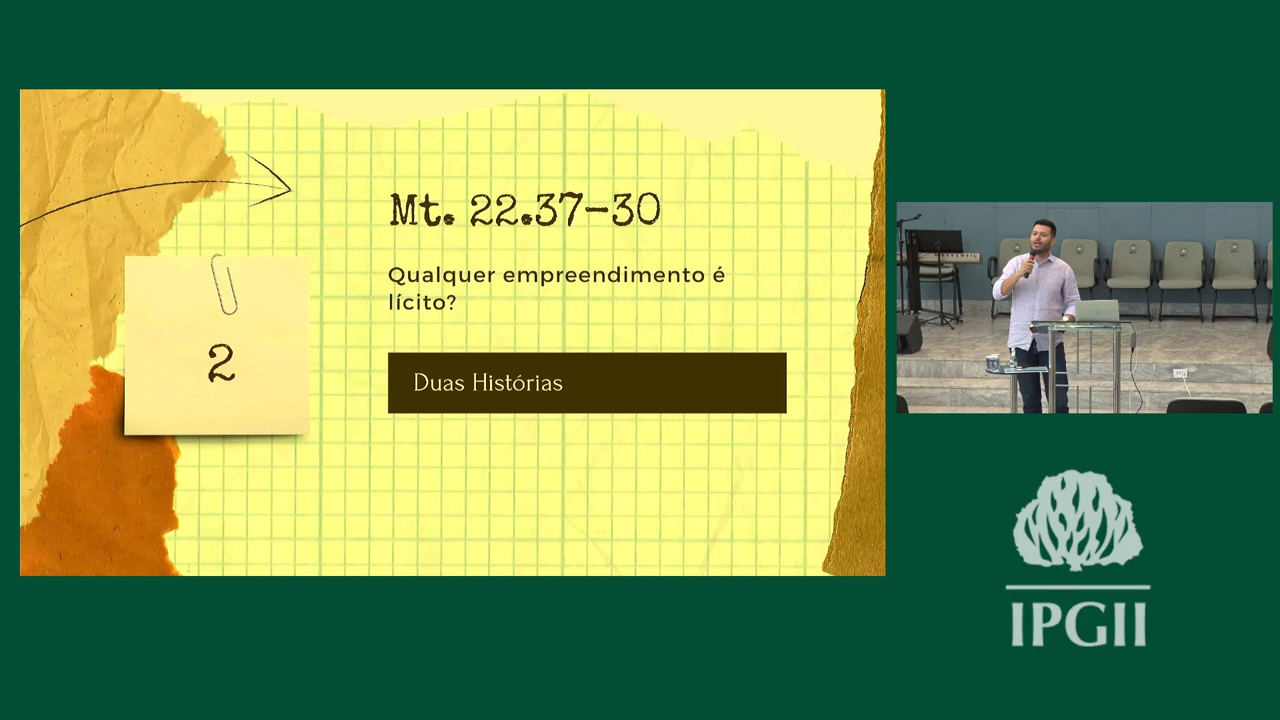 Mt. 22.37-30
Qualquer empreendimento é
lícito?
2
Duas Histórias
IPGII